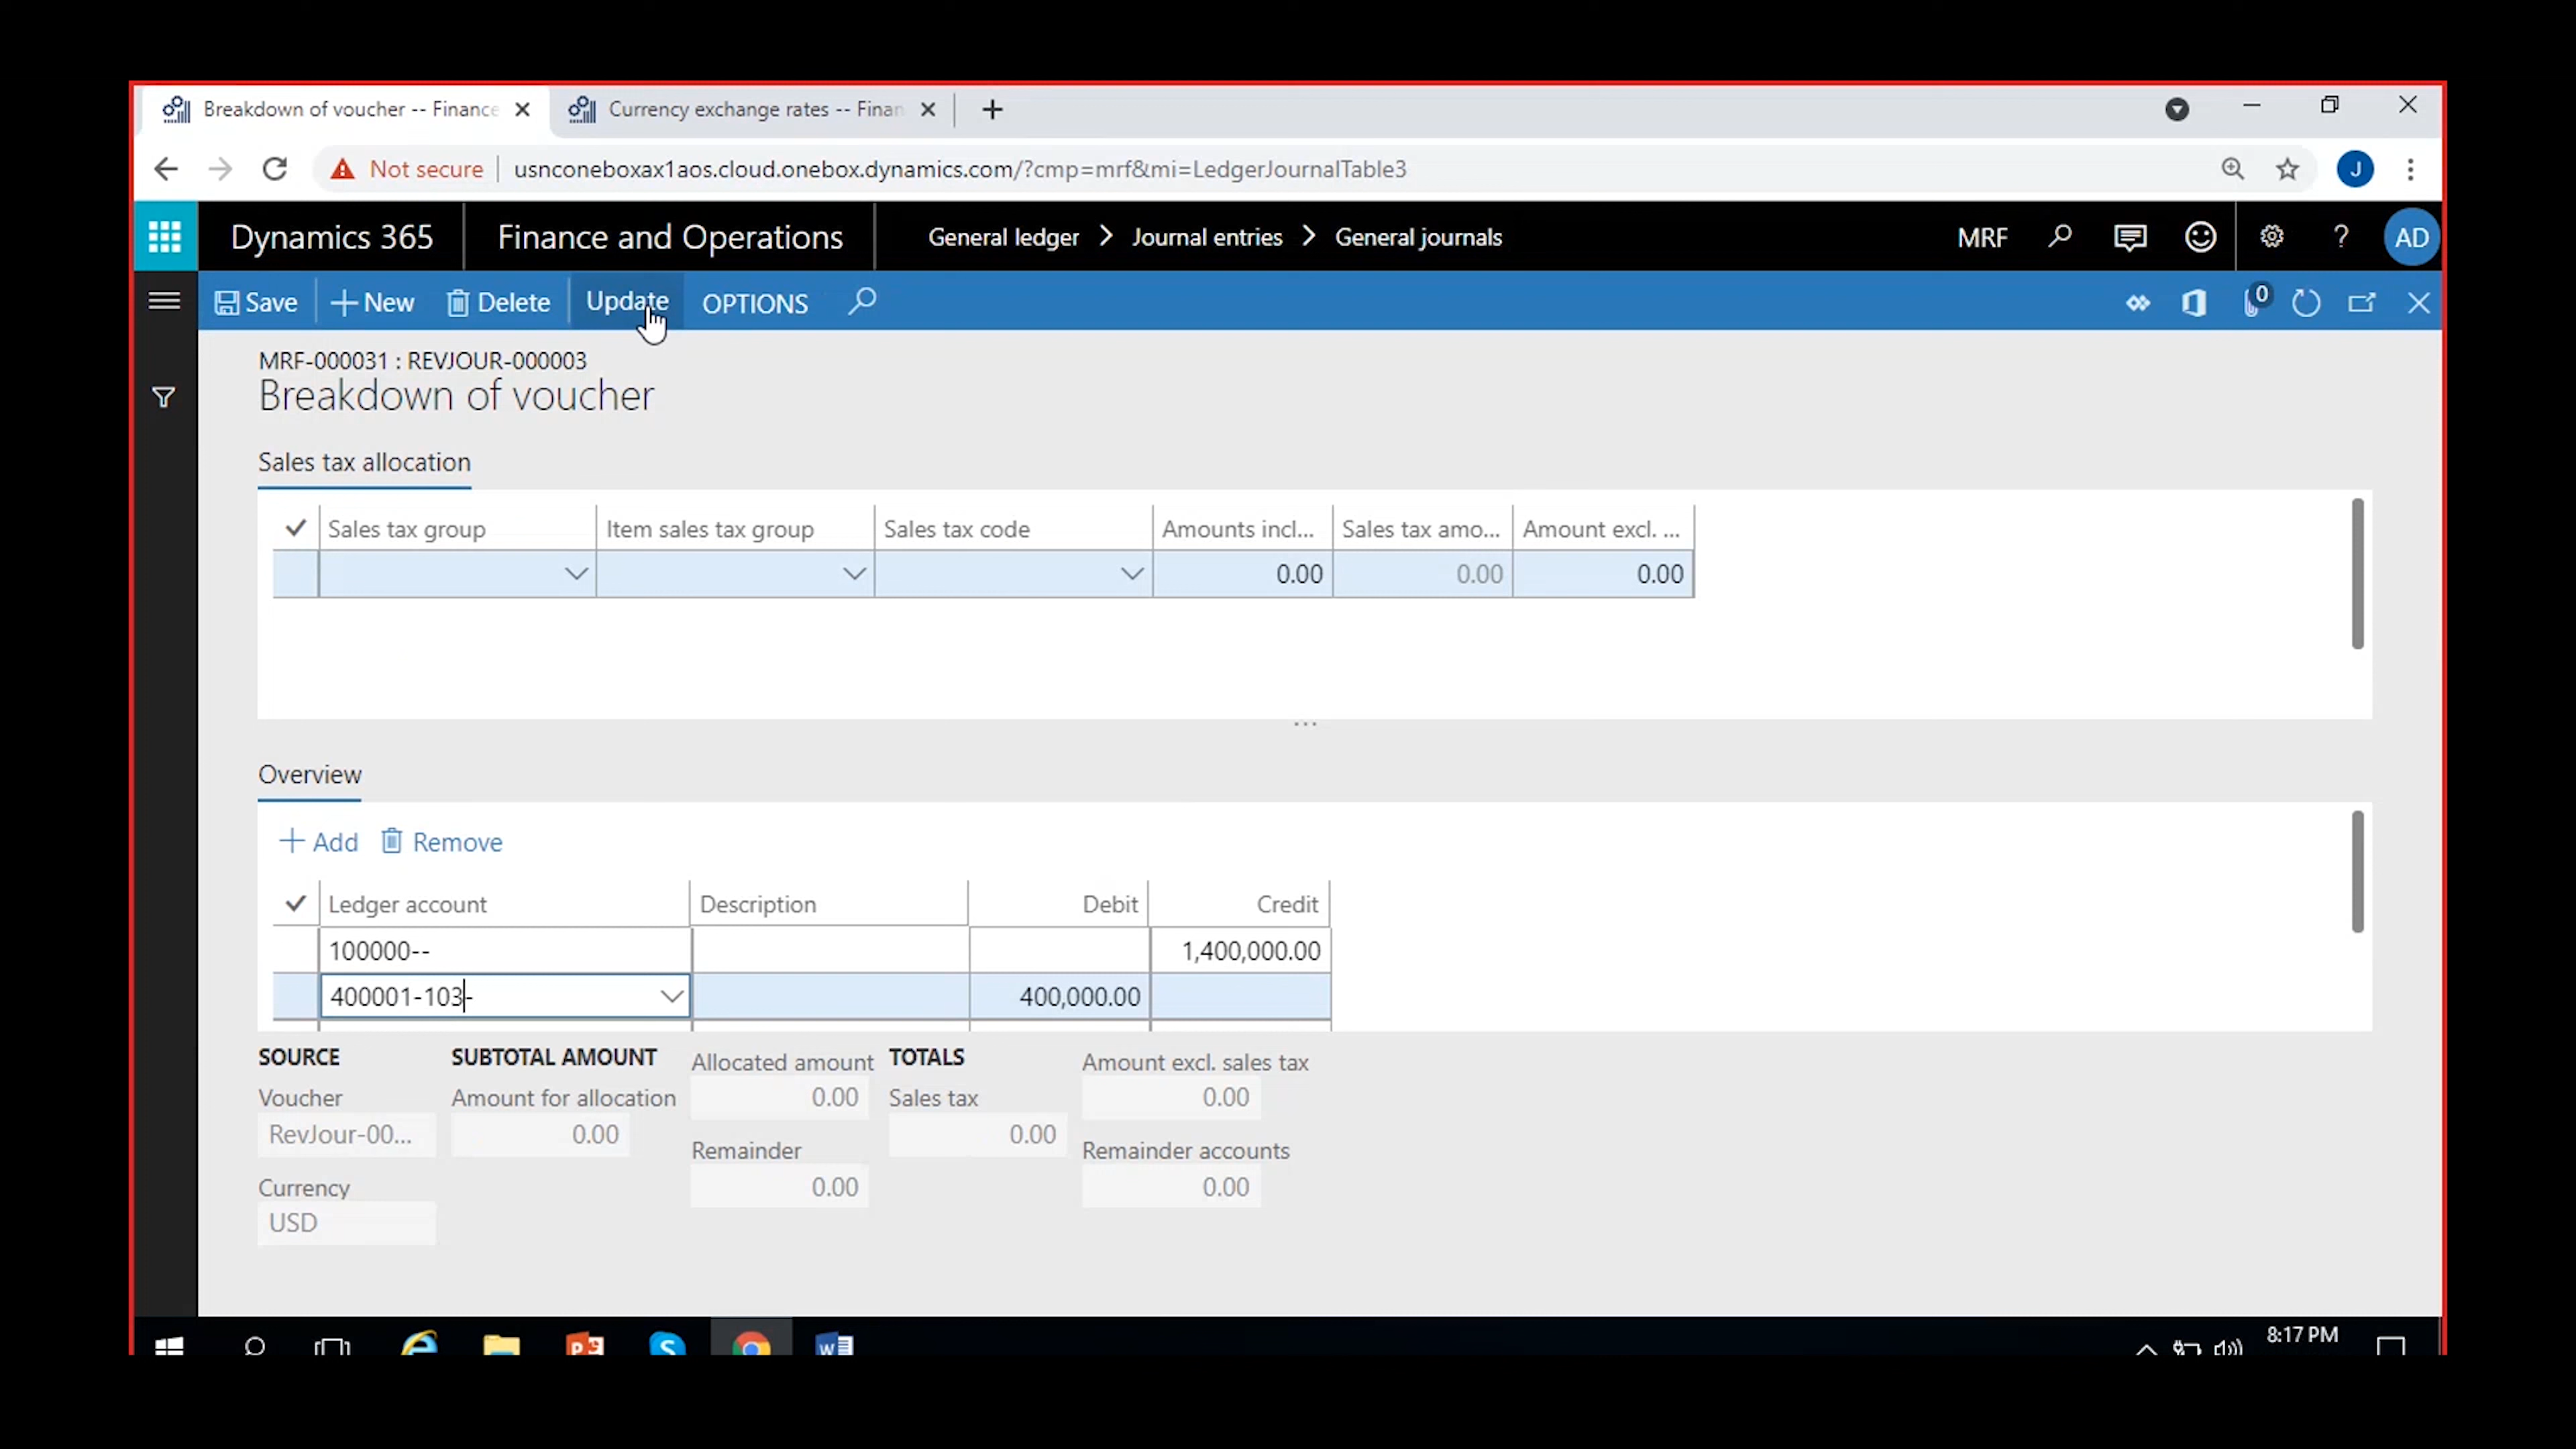 Breakdown of voucher -- Finance
Currency exchange rates -- Finan
Not secure
usnconeboxax1aos.cloud.onebox.dynamics.com/?cmp=mrf&mi=LedgerJournalTable3
J
Dynamics 365
Finance and Operations
General ledger > Journal entries > General journals
MRF
?
AD
Save
New
Delete
Update
OPTIONS
0
MRF-000031 : REVJOUR-000003
Breakdown of voucher
Sales tax allocation
Sales tax group
Item sales tax group
Sales tax code
Amounts incl...
Sales tax amo...
Amount excl. ...
0.00
0.00
0.00
...
Overview
Add
Remove
Ledger account
Description
Debit
Credit
100000--
1,400,000.00
400001-103-
400,000.00
SOURCE
Voucher
RevJour-00...
Currency
USD
SUBTOTAL AMOUNT
Amount for allocation
0.00
Allocated amount
0.00
Remainder
0.00
TOTALS
Sales tax
0.00
Amount excl. sales tax
0.00
Remainder accounts
0.00
8:17 PM